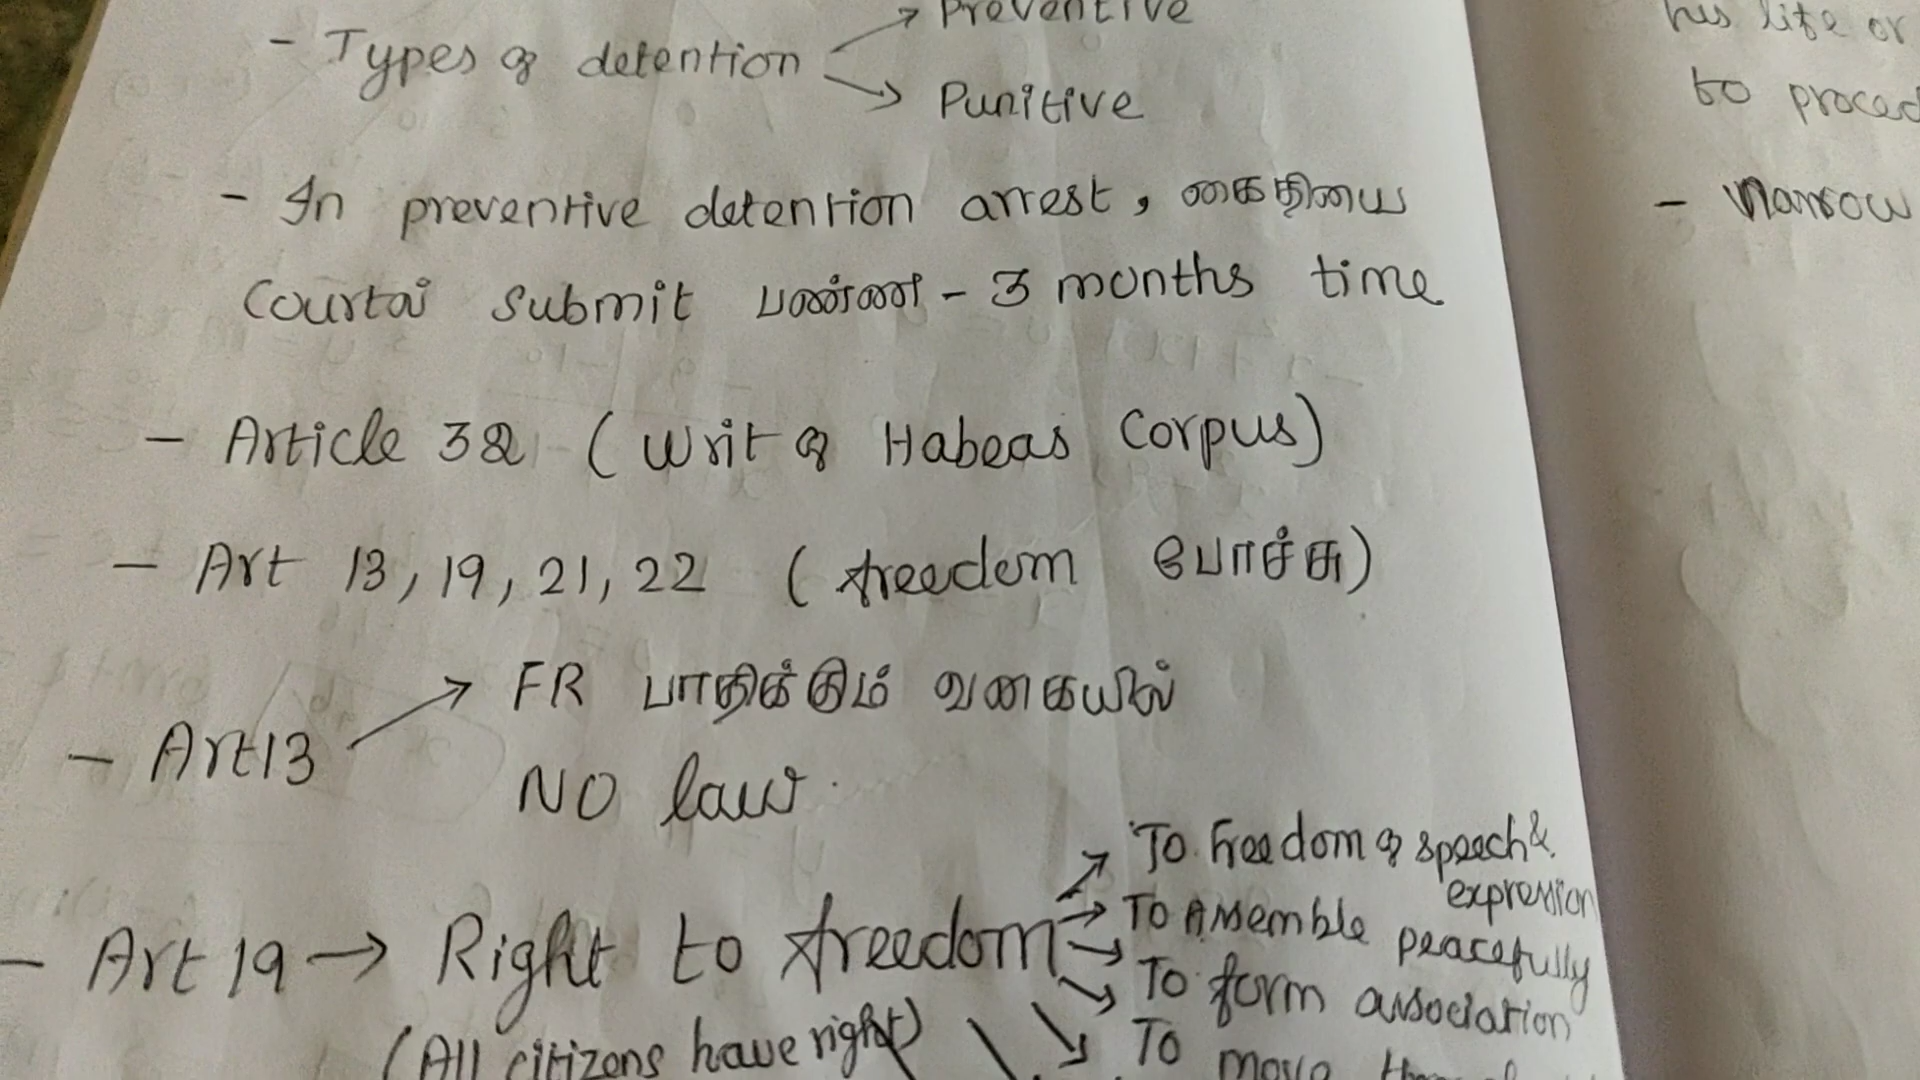 Preventive
- Types of detention
Punitive
- In preventive detention arrest, கைதியை
Courtல் submit பண்ண - 3 months time
- Article 32 (Writ of Habeas Corpus)
- Art 13, 19, 21, 22 (freedom போச்சு)
- Art 13 → FR பாதிக்கும் வகையில்
NO law.
- Art 19 → Right to freedom
(All citizens have right)
→ To freedom of speech &
expression
→ To Assemble peacefully
→ To form association
→ To move
his life or
to
- Narrow